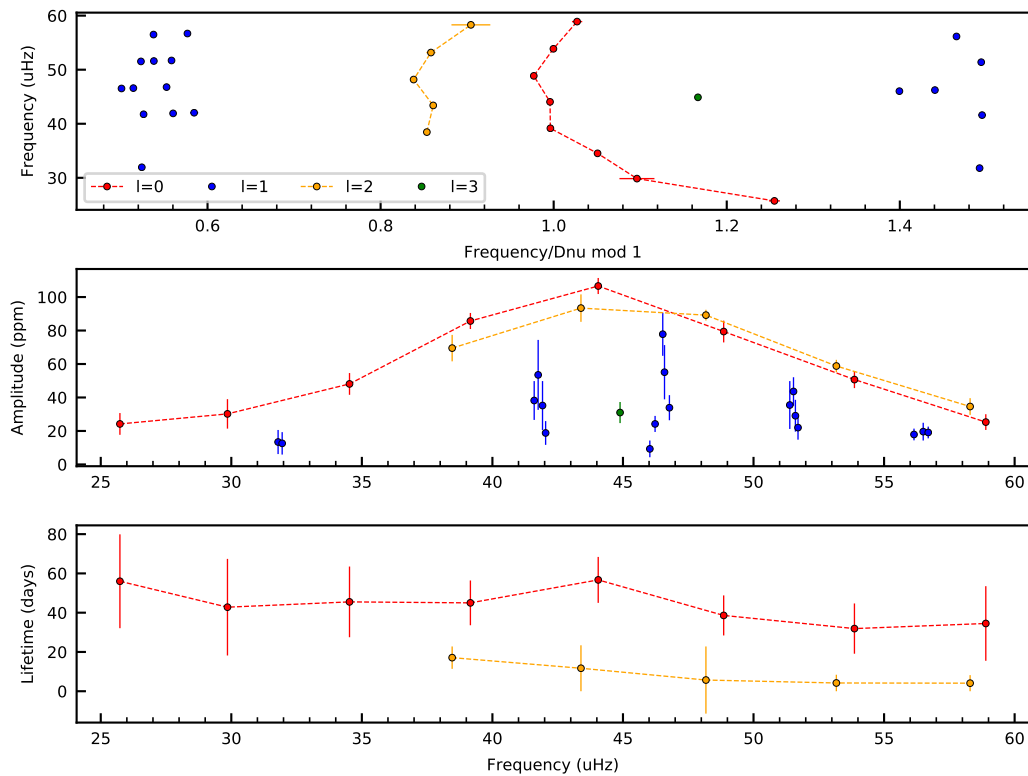 60
50
40
30
Frequency (uHz)
l=0 l=1 l=2 l=3
0.6 0.8 1.0 1.2 1.4
Frequency/Dnu mod 1
100
80
60
40
20
0
Amplitude (ppm)
25 30 35 40 45 50 55 60
80
60
40
20
0
Lifetime (days)
25 30 35 40 45 50 55 60
Frequency (uHz)